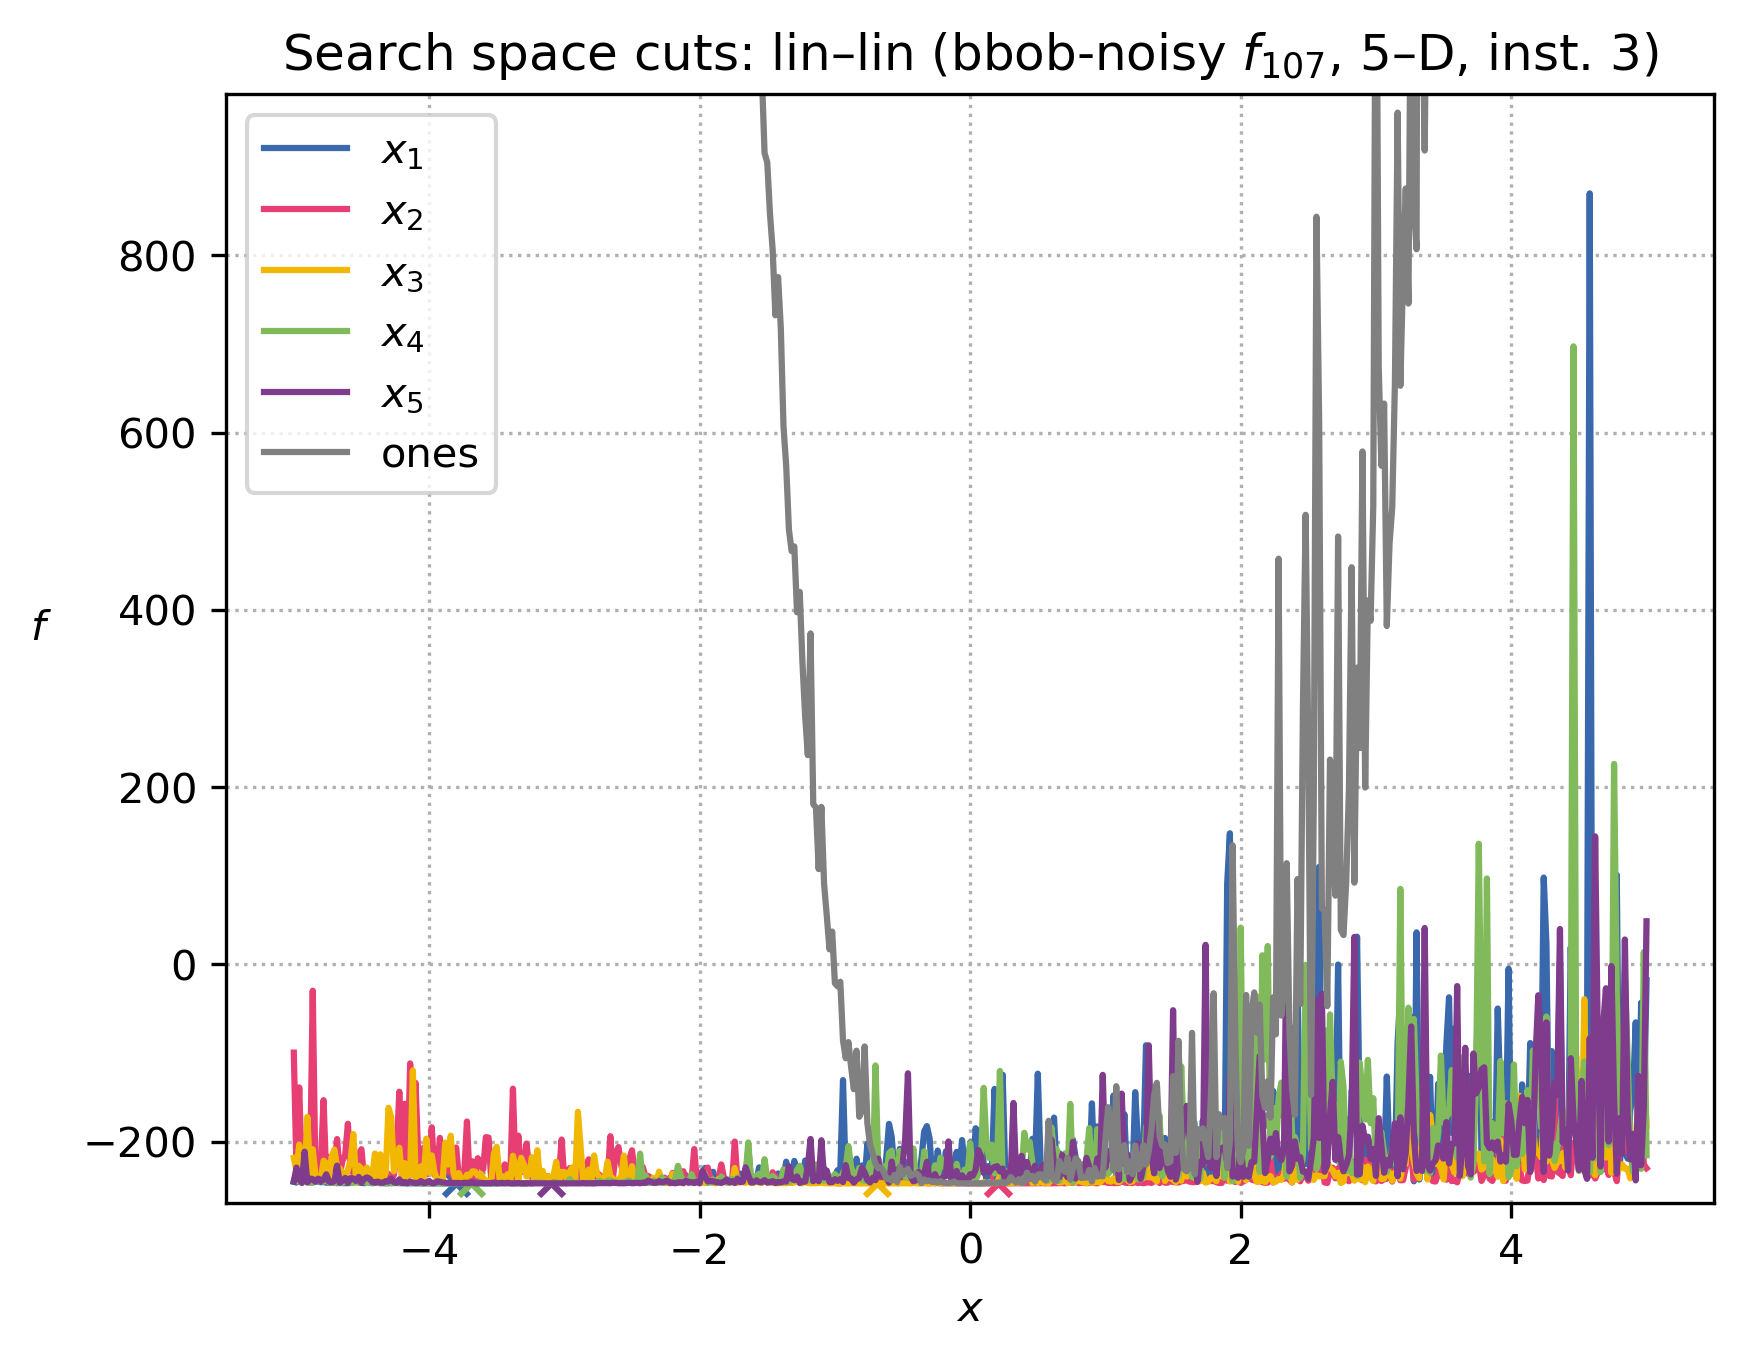 Search space cuts: lin–lin (bbob-noisy f107, 5–D, inst. 3)
x1
x2
x3
x4
x5
ones
800
600
400
200
0
−200
f
−4
−2
0
2
4
x